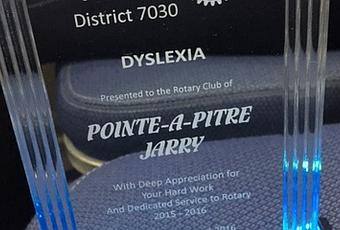 District 7030
DYSLEXIA
Presented to the Rotary Club of
POINTE-A-PITRE
JARRY
With Deep Appreciation for
Your Hard Work
And Dedicated Service to Rotary
2015 - 2016
2016